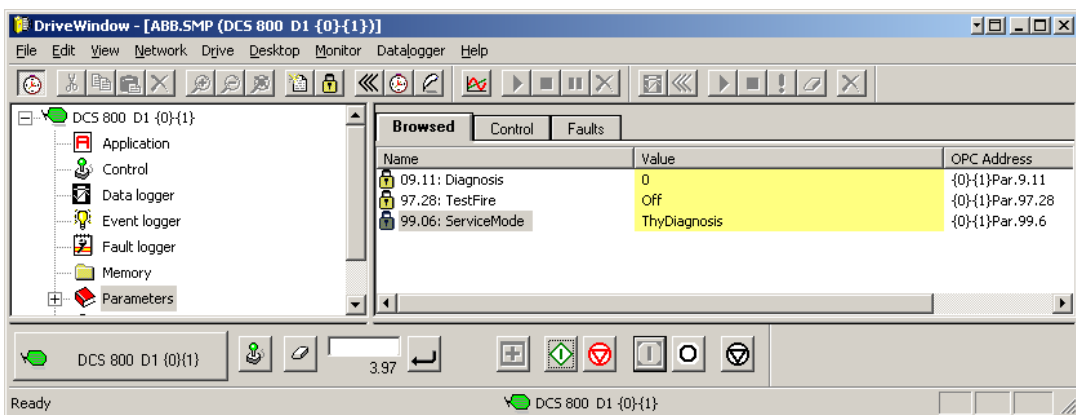 DriveWindow - [ABB.SMP (DCS 800 D1 {0}{1})]
File Edit View Network Drive Desktop Monitor Datalogger Help
DCS 800 D1 {0}{1}
Application
Control
Data logger
Event logger
Fault logger
Memory
Parameters
Browsed Control Faults
Name Value OPC Address
09.11: Diagnosis 0 {0}{1}Par.9.11
97.28: TestFire Off {0}{1}Par.97.28
99.06: ServiceMode ThyDiagnosis {0}{1}Par.99.6
DCS 800 D1 {0}{1} 3.97
Ready DCS 800 D1 {0}{1}